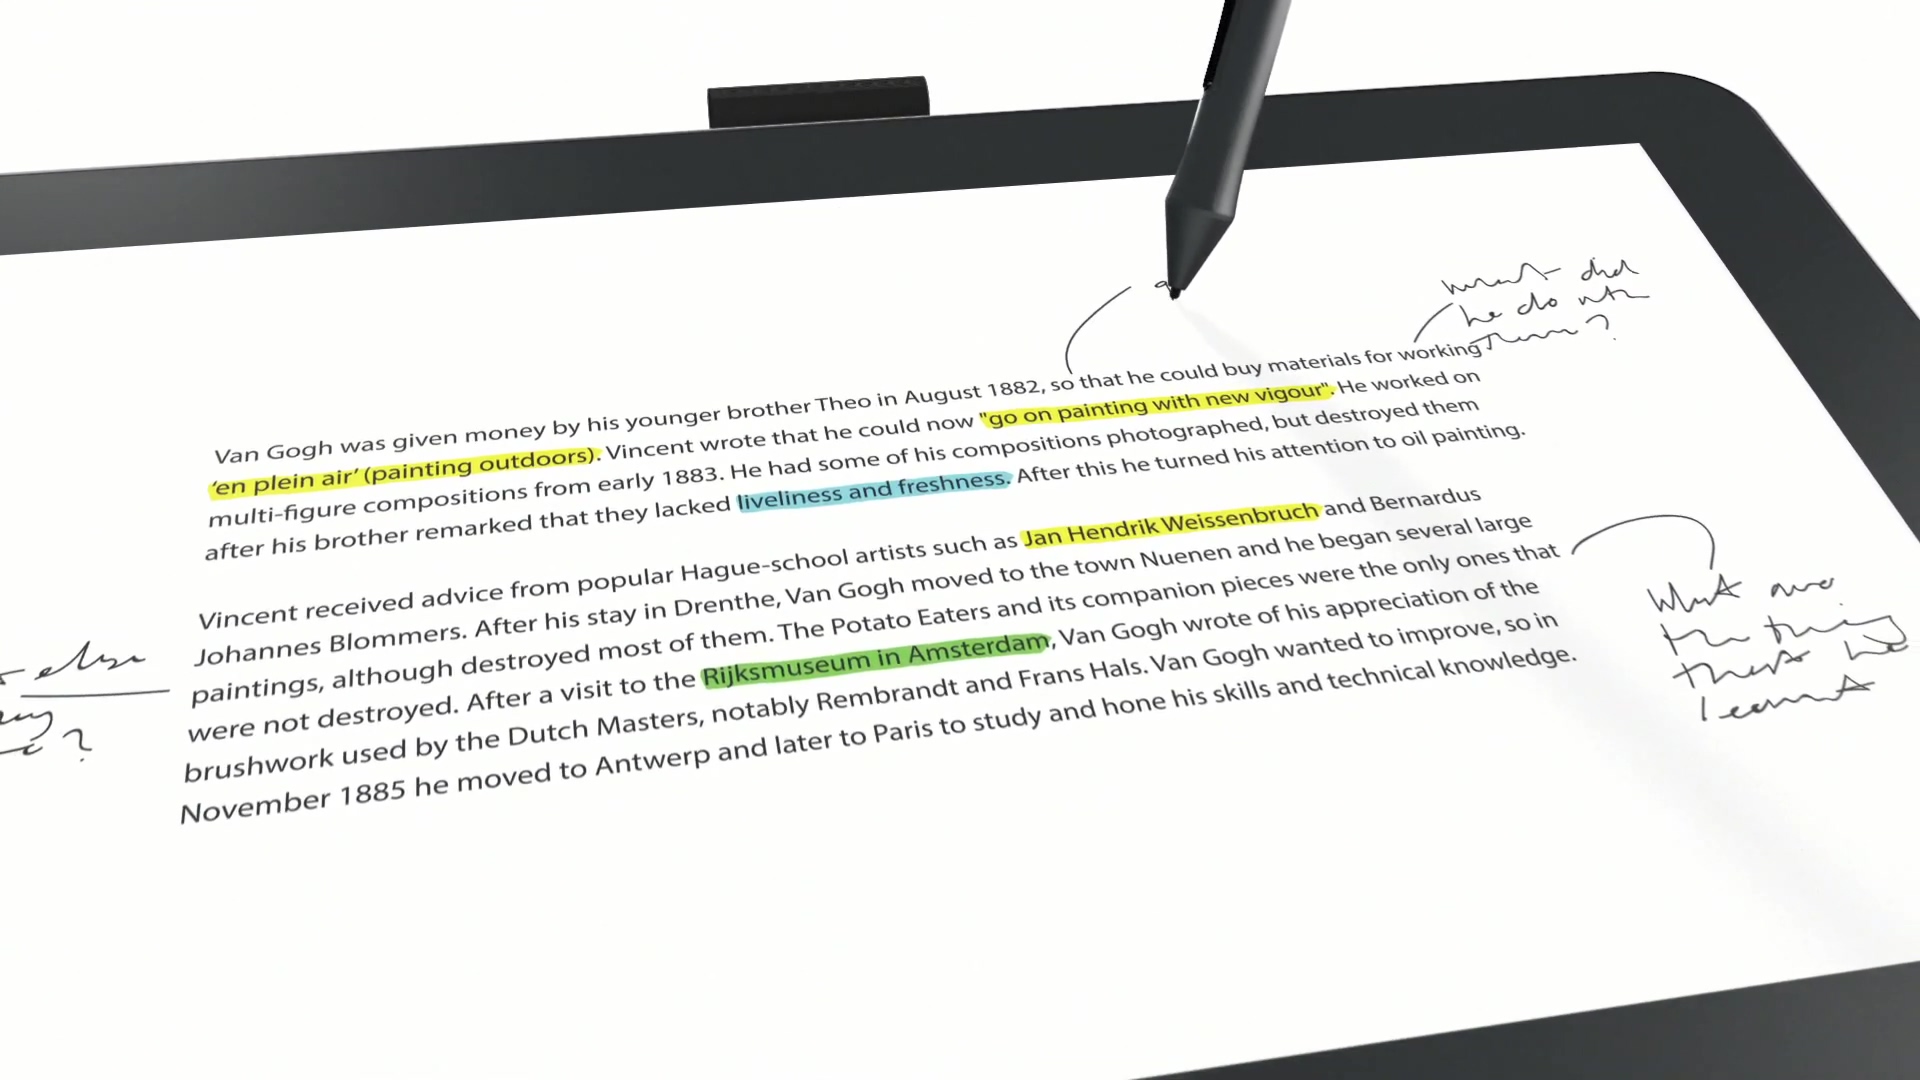 what did
he do with
them?
Van Gogh was given money by his younger brother Theo in August 1882, so that he could buy materials for working
'en plein air' (painting outdoors). Vincent wrote that he could now "go on painting with new vigour". He worked on
multi-figure compositions from early 1883. He had some of his compositions photographed, but destroyed them
after his brother remarked that they lacked liveliness and freshness. After this he turned his attention to oil painting.
Vincent received advice from popular Hague-school artists such as Jan Hendrik Weissenbruch and Bernardus
Johannes Blommers. After his stay in Drenthe, Van Gogh moved to the town Nuenen and he began several large
paintings, although destroyed most of them. The Potato Eaters and its companion pieces were the only ones that
were not destroyed. After a visit to the Rijksmuseum in Amsterdam, Van Gogh wrote of his appreciation of the
brushwork used by the Dutch Masters, notably Rembrandt and Frans Hals. Van Gogh wanted to improve, so in
November 1885 he moved to Antwerp and later to Paris to study and hone his skills and technical knowledge.
What are
the things
that he
learnt
else
?